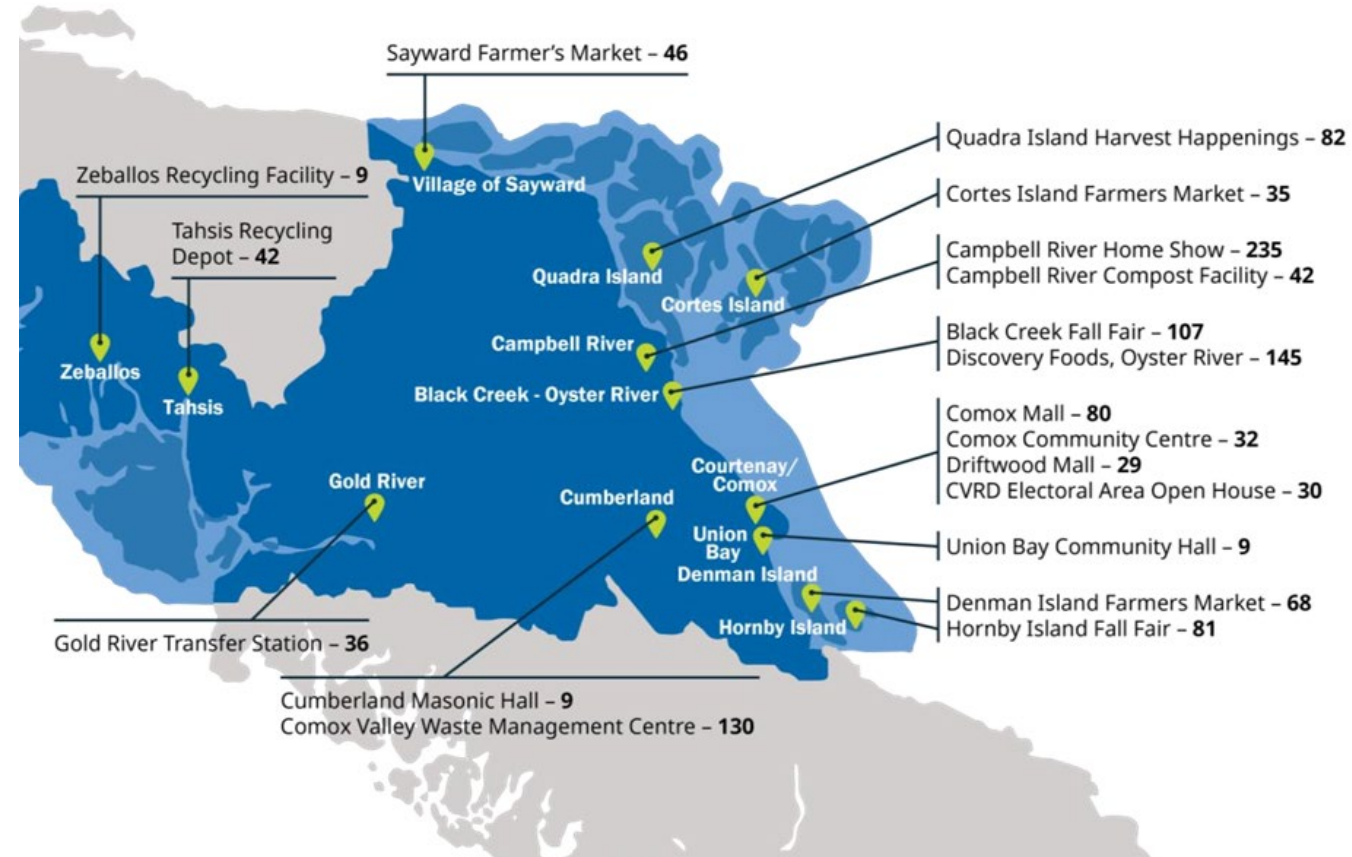 Sayward Farmer’s Market – 46
Zeballos Recycling Facility – 9
Tahsis Recycling
Depot – 42
Village of Sayward
Quadra Island
Cortes Island
Campbell River
Black Creek - Oyster River
Zeballos
Tahsis
Gold River
Cumberland
Courtenay/
Comox
Union
Bay
Denman Island
Hornby Island
Quadra Island Harvest Happenings – 82
Cortes Island Farmers Market – 35
Campbell River Home Show – 235
Campbell River Compost Facility – 42
Black Creek Fall Fair – 107
Discovery Foods, Oyster River – 145
Comox Mall – 80
Comox Community Centre – 32
Driftwood Mall – 29
CVRD Electoral Area Open House – 30
Union Bay Community Hall – 9
Denman Island Farmers Market – 68
Hornby Island Fall Fair – 81
Gold River Transfer Station – 36
Cumberland Masonic Hall – 9
Comox Valley Waste Management Centre – 130